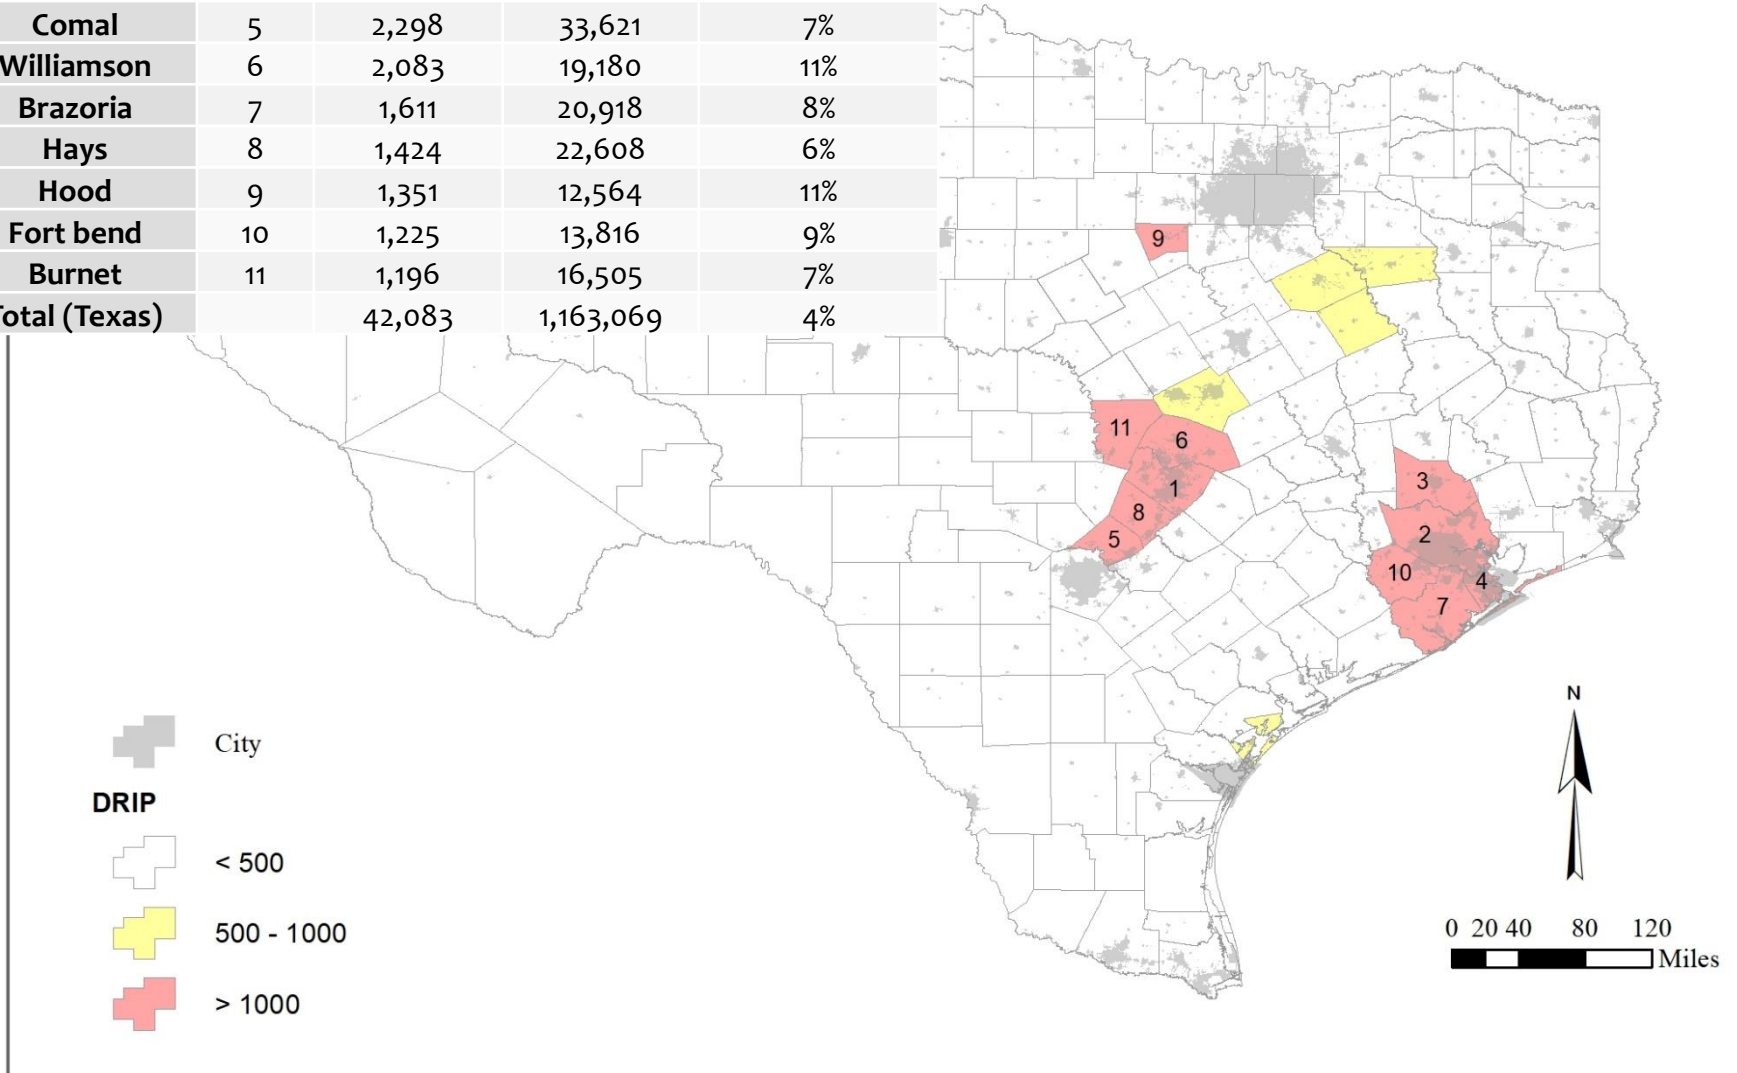 Comal 5 2,298 33,621 7%
Williamson 6 2,083 19,180 11%
Brazoria 7 1,611 20,918 8%
Hays 8 1,424 22,608 6%
Hood 9 1,351 12,564 11%
Fort bend 10 1,225 13,816 9%
Burnet 11 1,196 16,505 7%
Total (Texas) 42,083 1,163,069 4%
9
11
6
3
1
8
2
5
10
4
7
N
City
DRIP
< 500
500 - 1000
> 1000
0 20 40 80 120
Miles